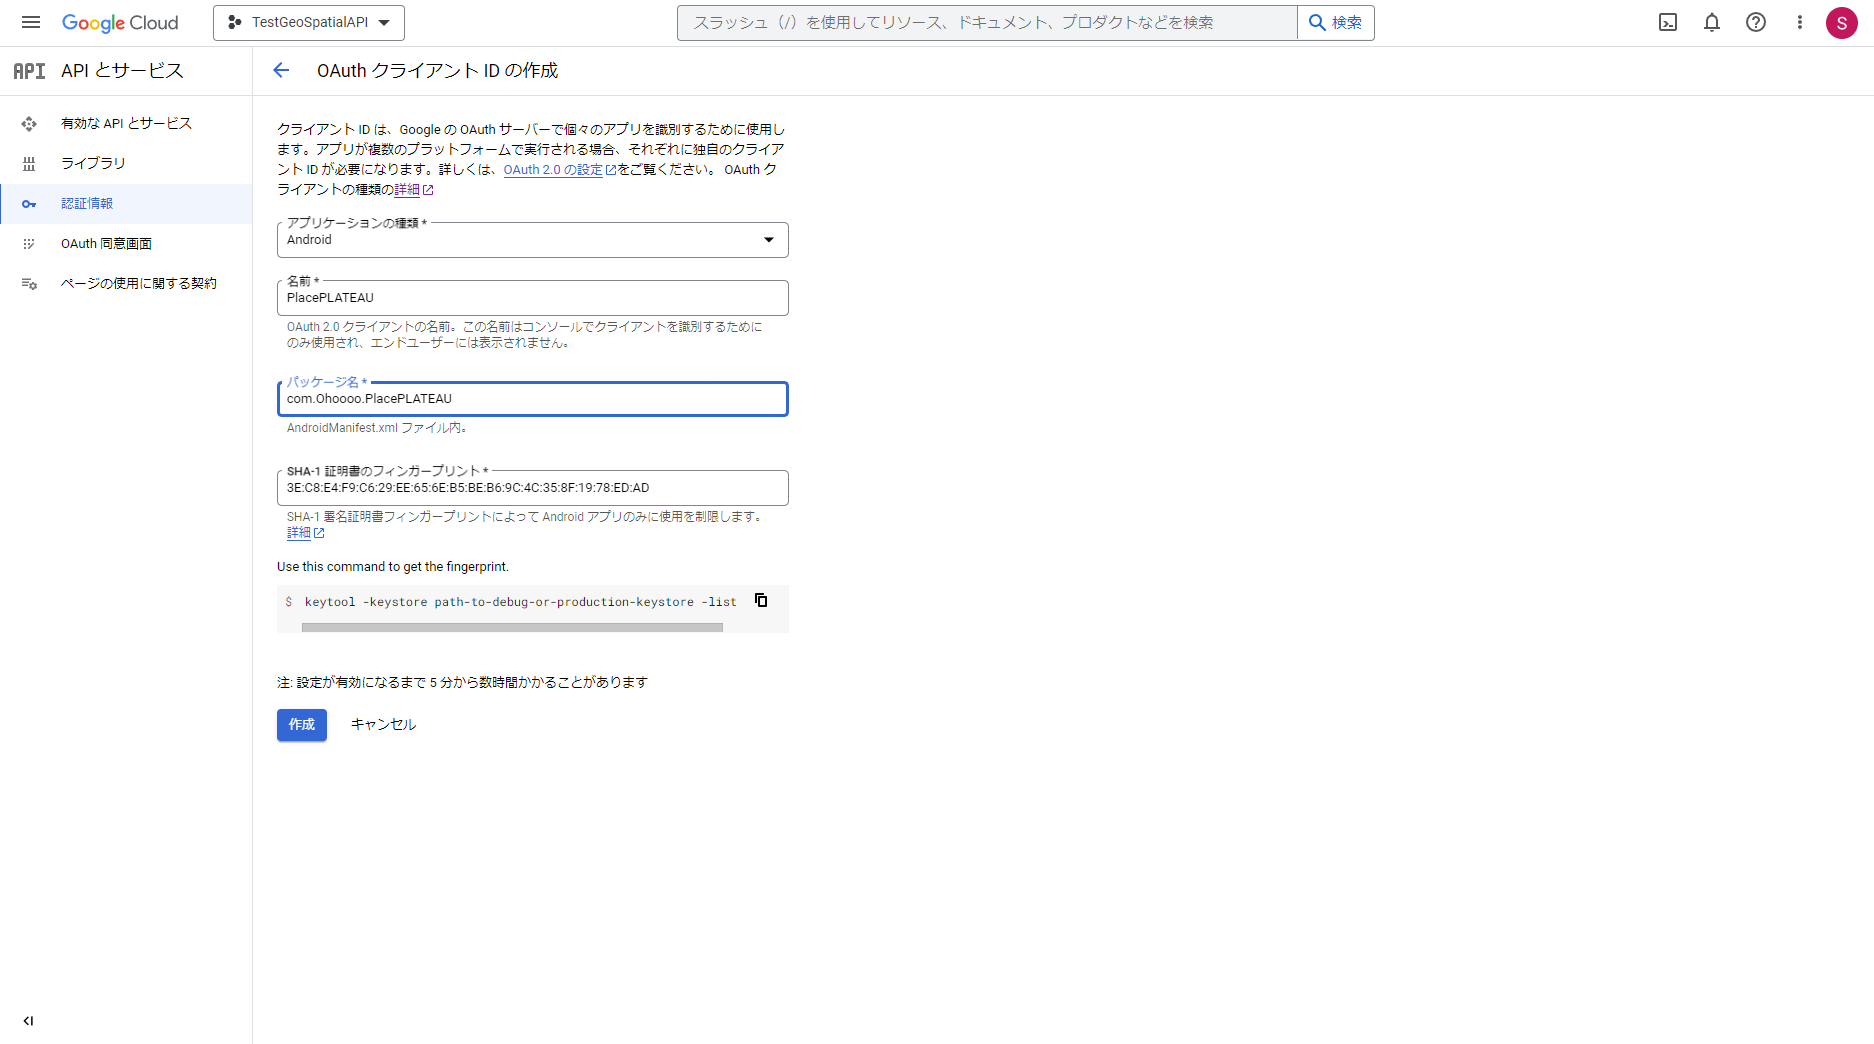 Google Cloud
TestGeoSpatialAPI
スラッシュ（/）を使用してリソース、ドキュメント、プロダクトなどを検索
検索
S
API
API とサービス
有効な API とサービス
ライブラリ
認証情報
OAuth 同意画面
ページの使用に関する契約
OAuth クライアント ID の作成
クライアント ID は、Google の OAuth サーバーで個々のアプリを識別するために使用し
ます。アプリが複数のプラットフォームで実行される場合、それぞれに独自のクライア
ント ID が必要になります。詳しくは、OAuth 2.0 の設定をご覧ください。 OAuth ク
ライアントの種類の詳細
アプリケーションの種類 *
Android
名前 *
PlacePLATEAU
OAuth 2.0 クライアントの名前。この名前はコンソールでクライアントを識別するために
のみ使用され、エンドユーザーには表示されません。
パッケージ名 *
com.Ohoooo.PlacePLATEAU
AndroidManifest.xml ファイル内。
SHA-1 証明書のフィンガープリント *
3E:C8:E4:F9:C6:29:EE:65:6E:B5:BE:B6:9C:4C:35:8F:19:78:ED:AD
SHA-1 署名証明書フィンガープリントによって Android アプリのみに使用を制限します。
詳細
Use this command to get the fingerprint.
$ keytool -keystore path-to-debug-or-production-keystore -list
注: 設定が有効になるまで 5 分から数時間かかることがあります
作成
キャンセル